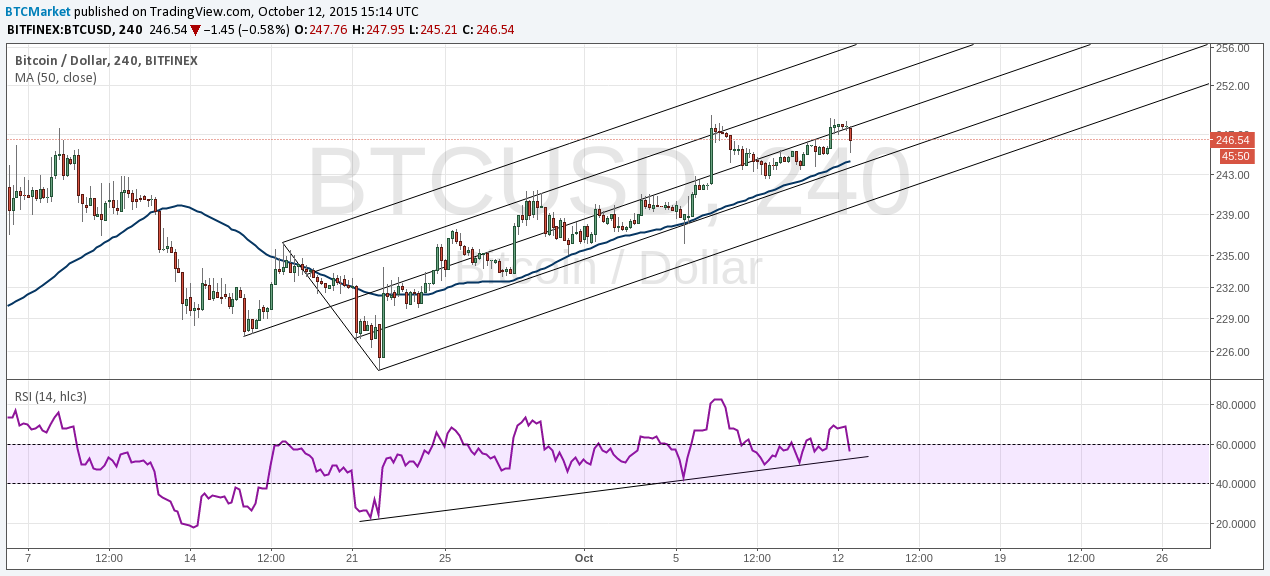 BTCMarket published on TradingView.com, October 12, 2015 15:14 UTC
BITFINEX:BTCUSD, 240 246.54 ▼ −1.45 (−0.58%) O:247.76 H:247.95 L:245.21 C:246.54
Bitcoin / Dollar, 240, BITFINEX
MA (50, close)
BTCUSD, 240
Bitcoin / Dollar
256.00
252.00
246.54
45:50
243.00
239.00
235.00
232.00
229.00
226.00
RSI (14, hlc3)
80.0000
60.0000
40.0000
20.0000
7 12:00 14 12:00 21 25 Oct 5 12:00 12 12:00 19 12:00 26